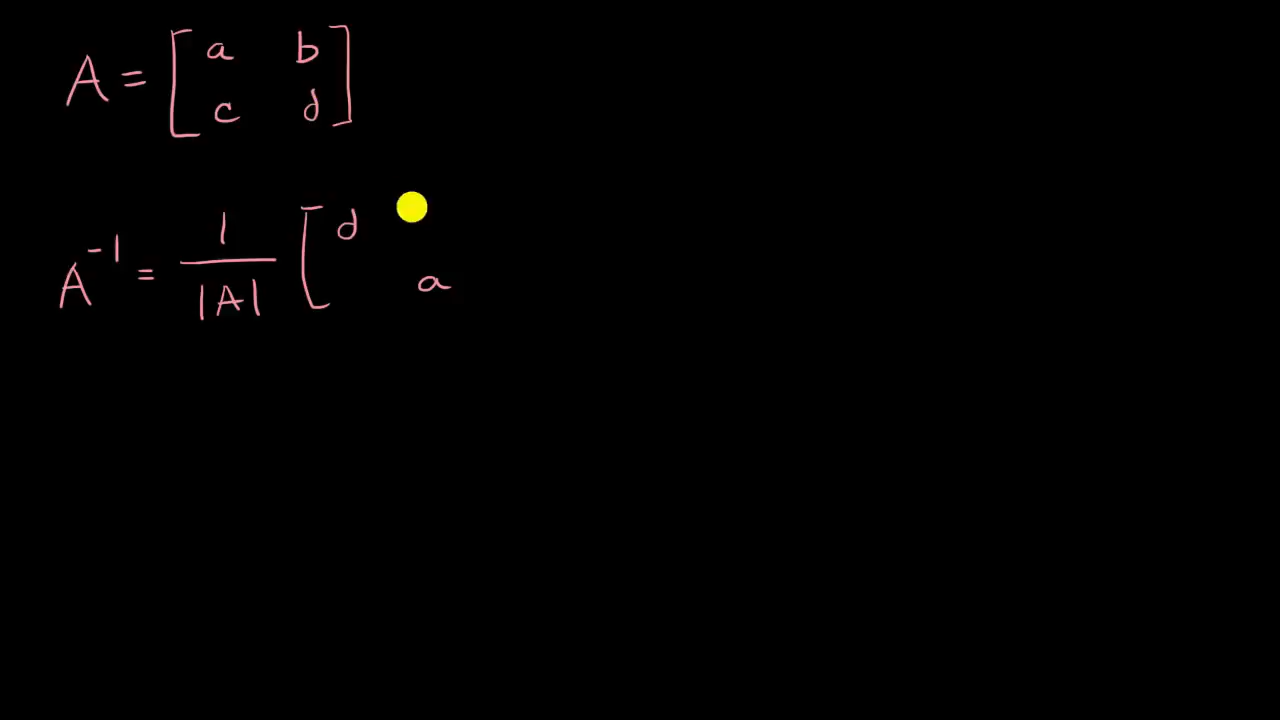 A = [ a b
c d ]
A⁻¹ = 1/|A| [ d
a